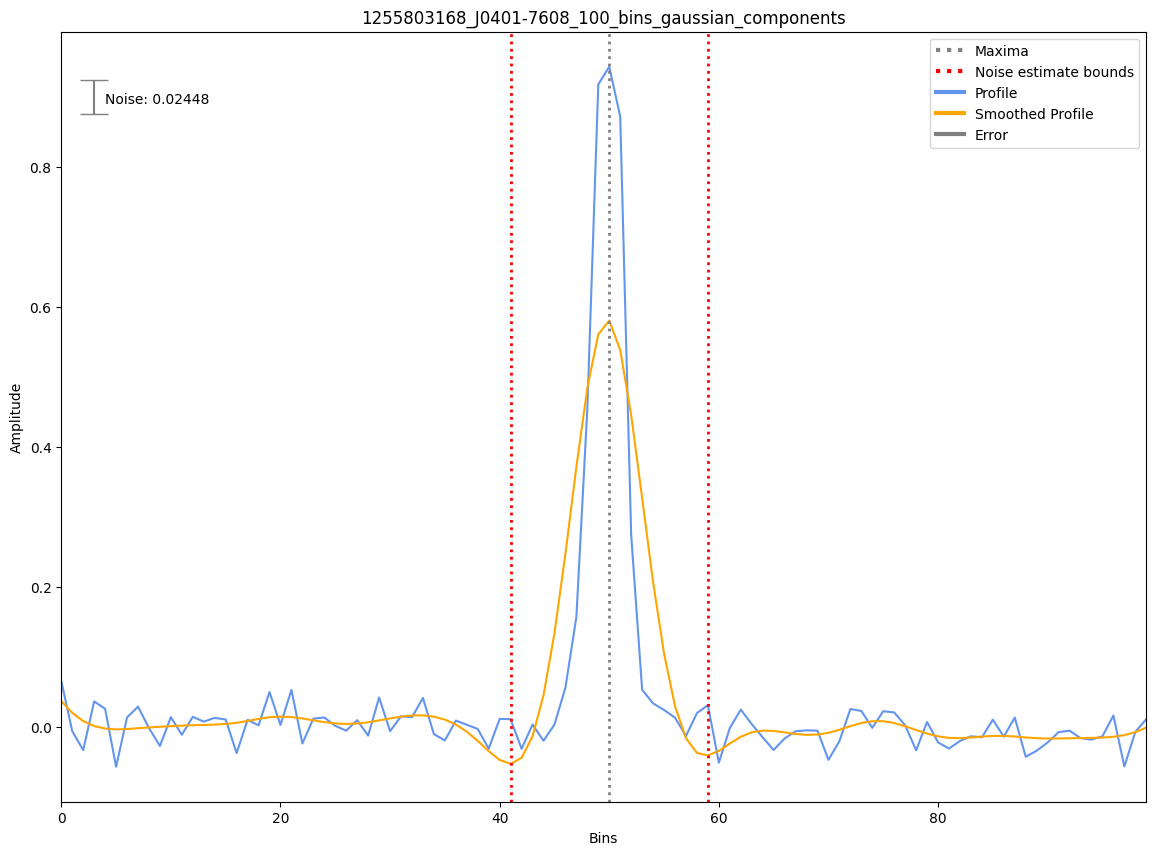 1255803168_J0401-7608_100_bins_gaussian_components
Noise: 0.02448
Maxima
Noise estimate bounds
Profile
Smoothed Profile
Error
Amplitude
0.8
0.6
0.4
0.2
0.0
0
20
40
60
80
Bins